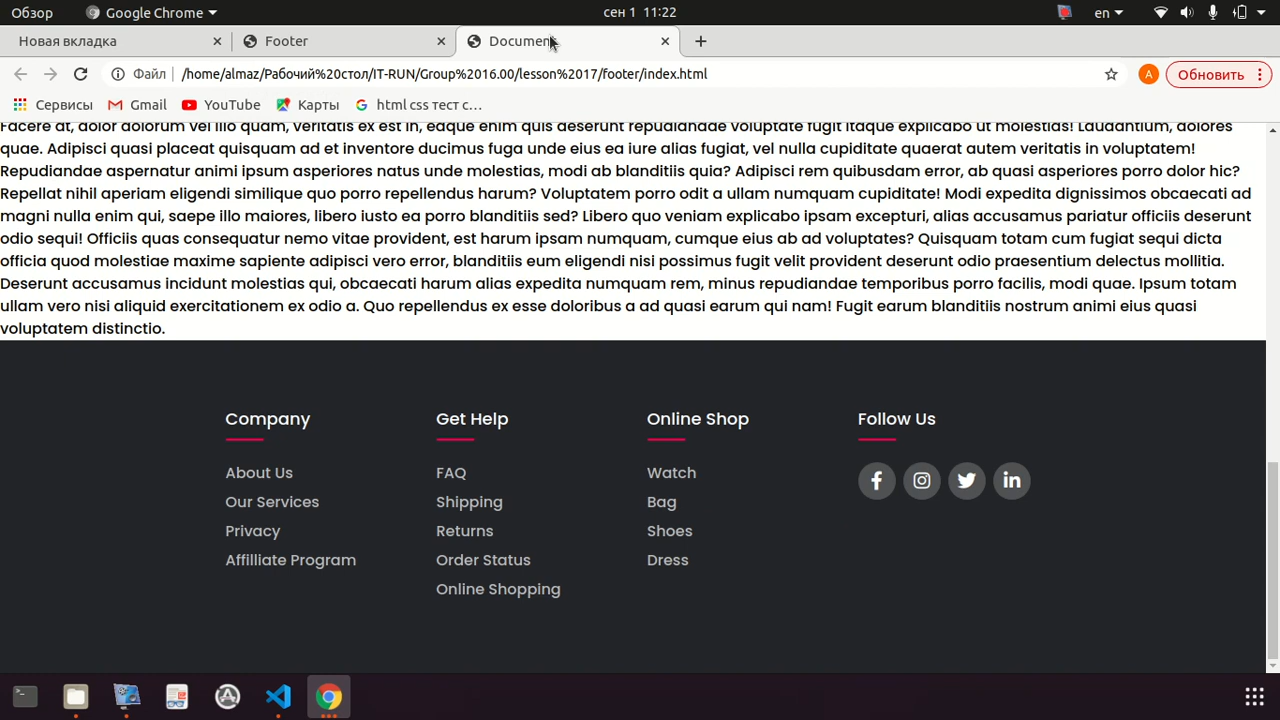 Обзор
Google Chrome
сен 1 11:22
en
Новая вкладка
Footer
Document
Файл
/home/almaz/Рабочий%20стол/IT-RUN/Group%2016.00/lesson%2017/footer/index.html
A
Обновить
Сервисы
Gmail
YouTube
Карты
html css тест с...
Facere at, dolor dolorum vel illo quam, veritatis ex est in, eaque enim quis deserunt repudiandae voluptate fugit itaque explicabo ut molestias! Laudantium, dolores
quae. Adipisci quasi placeat quisquam ad et inventore ducimus fuga unde eius ea iure alias fugiat, vel nulla cupiditate quaerat autem veritatis in voluptatem!
Repudiandae aspernatur animi ipsum asperiores natus unde molestias, modi ab blanditiis quia? Adipisci rem quibusdam error, ab quasi asperiores porro dolor hic?
Repellat nihil aperiam eligendi similique quo porro repellendus harum? Voluptatem porro odit a ullam numquam cupiditate! Modi expedita dignissimos obcaecati ad
magni nulla enim qui, saepe illo maiores, libero iusto ea porro blanditiis sed? Libero quo veniam explicabo ipsam excepturi, alias accusamus pariatur officiis deserunt
odio sequi! Officiis quas consequatur nemo vitae provident, est harum ipsam numquam, cumque eius ab ad voluptates? Quisquam totam cum fugiat sequi dicta
officia quod molestiae maxime sapiente adipisci vero error, blanditiis eum eligendi nisi possimus fugit velit provident deserunt odio praesentium delectus mollitia.
Deserunt accusamus incidunt molestias qui, obcaecati harum alias expedita numquam rem, minus repudiandae temporibus porro facilis, modi quae. Ipsum totam
ullam vero nisi aliquid exercitationem ex odio a. Quo repellendus ex esse doloribus a ad quasi earum qui nam! Fugit earum blanditiis nostrum animi eius quasi
voluptatem distinctio.
Company
About Us
Our Services
Privacy
Affilliate Program
Get Help
FAQ
Shipping
Returns
Order Status
Online Shopping
Online Shop
Watch
Bag
Shoes
Dress
Follow Us